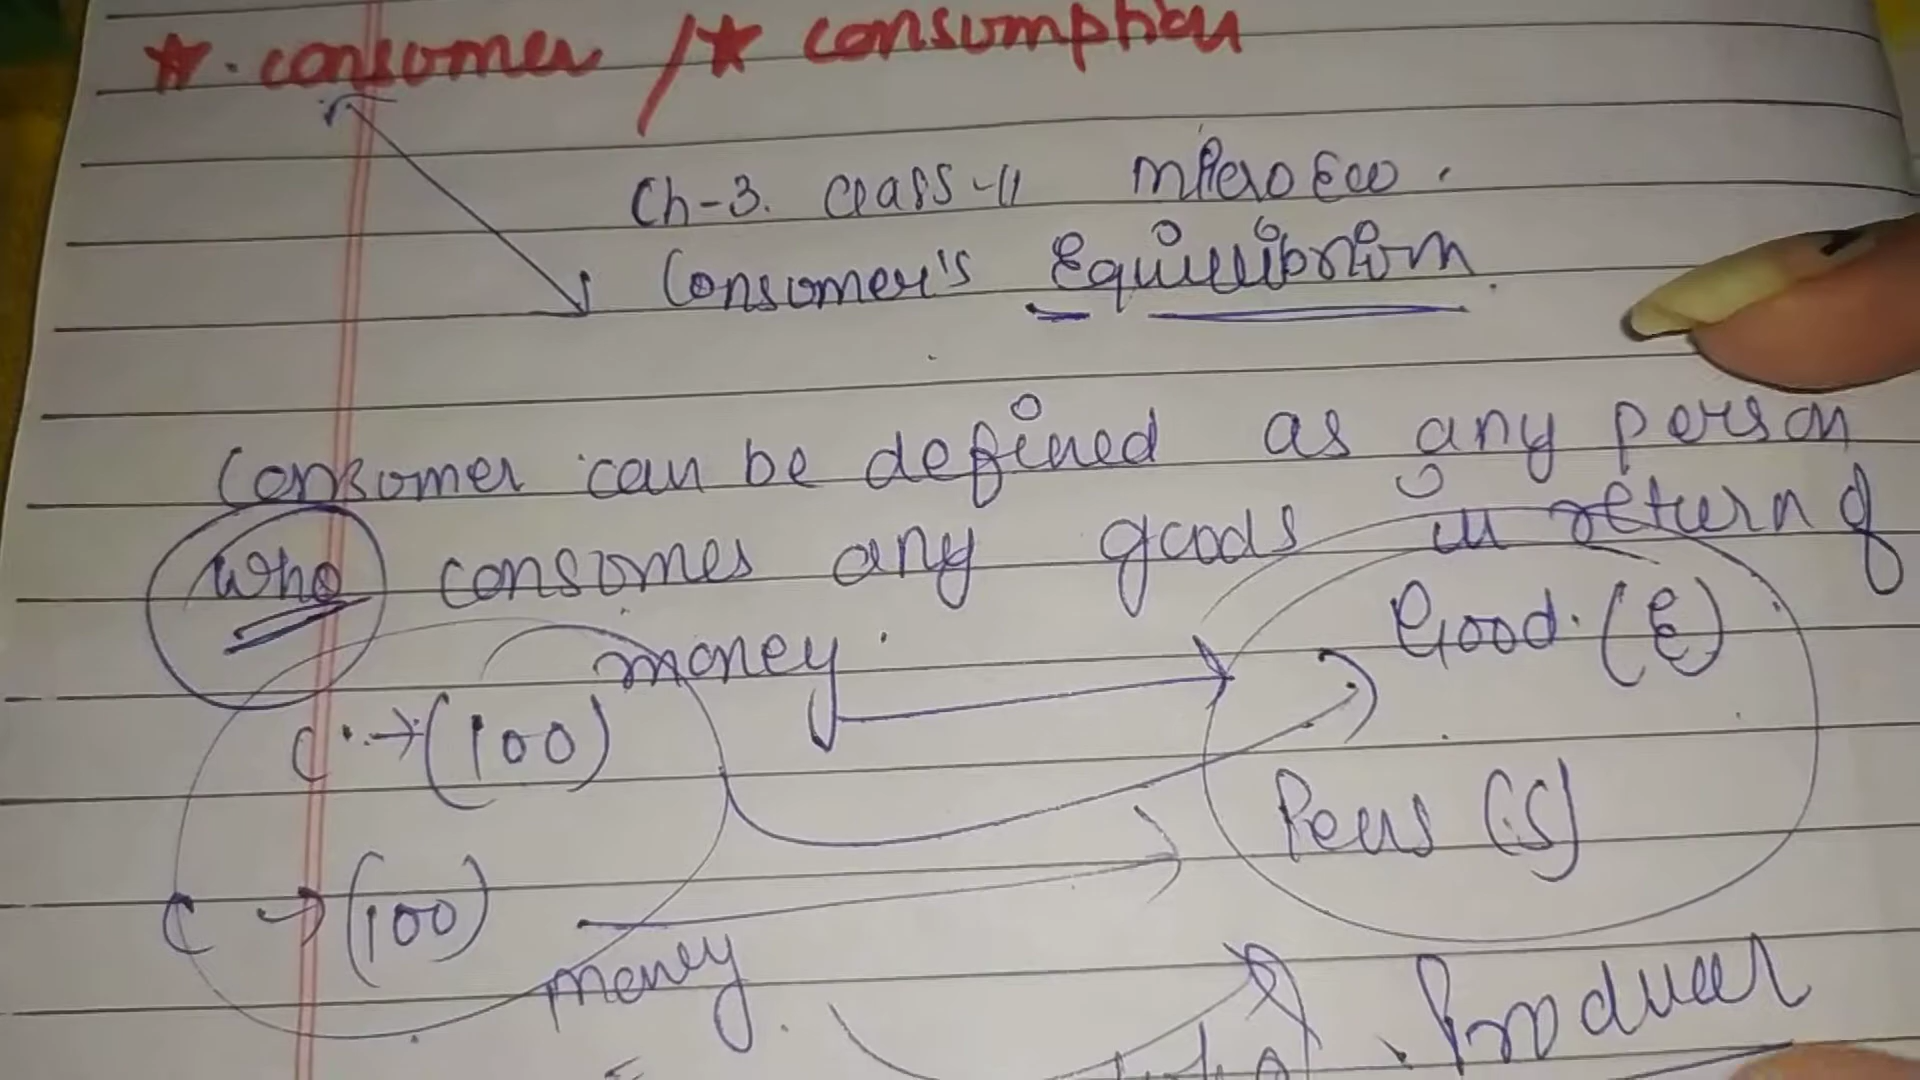 ★. consumer / ★ consumption
Ch-3. class-11 micro Eco.
Consumer's Equillibrium
Consumer can be defined as any person
who consumes any goods in return of
money.
Good. (E)
C → (100)
Pens (S)
C → (100)
money
Producer